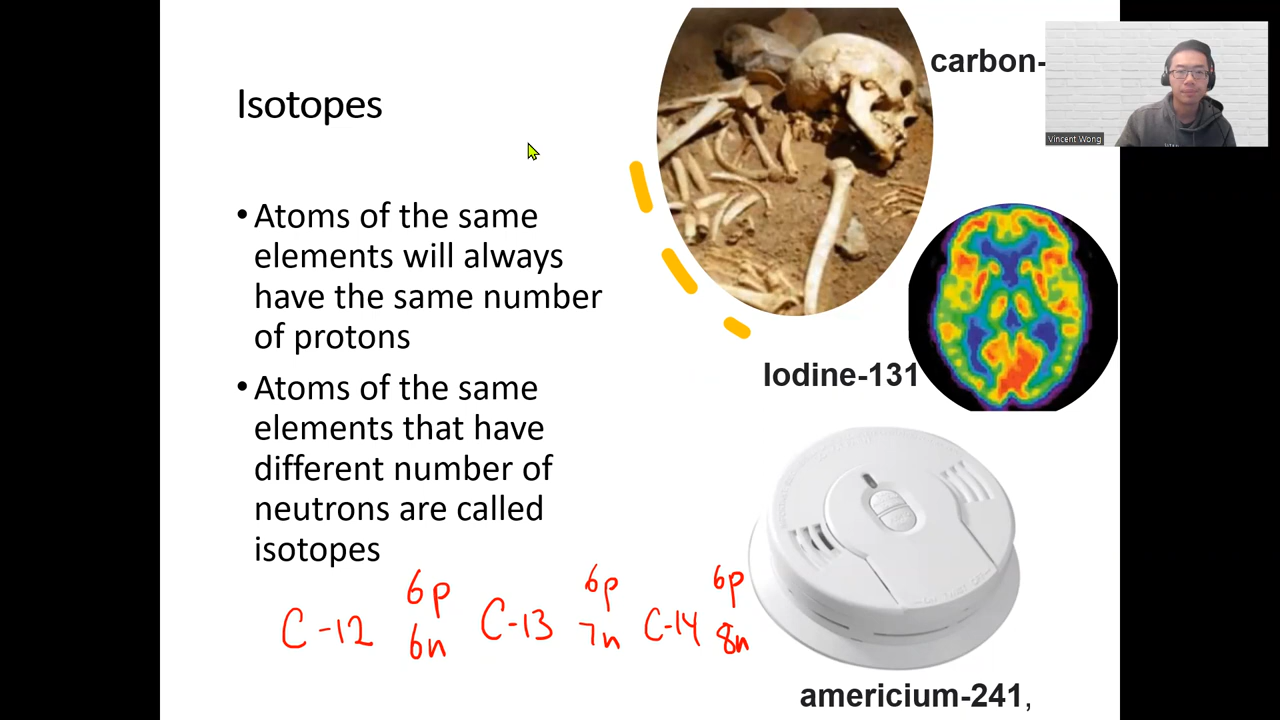 carbon-
Vincent Wong
Isotopes
• Atoms of the same
elements will always
have the same number
of protons
Iodine-131
• Atoms of the same
elements that have
different number of
neutrons are called
isotopes
6p 6p 6p
C-12 C-13 C-14
6n 7n 8n
americium-241,